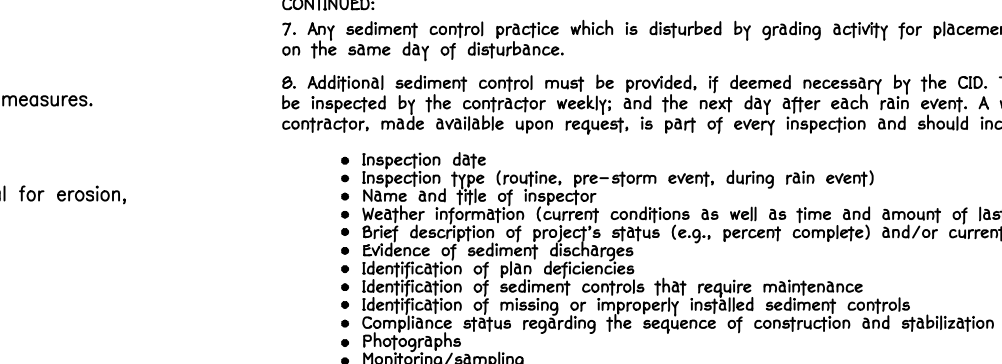 measures.
l for erosion,
CONTINUED:
7. Any sediment control practice which is disturbed by grading activity for
on the same day of disturbance.
8. Additional sediment control must be provided, if deemed necessary by the CID.
be inspected by the contractor weekly; and the next day after each rain event. A
contractor, made available upon request, is part of every inspection and should
• Inspection date
• Inspection type (routine, pre-storm event, during rain event)
• Name and title of inspector
• Weather information (current conditions as well as time and amount of
• Brief description of project's status (e.g., percent complete) and/or current
• Evidence of sediment discharges
• Identification of plan deficiencies
• Identification of sediment controls that require maintenance
• Identification of missing or improperly installed sediment controls
• Compliance status regarding the sequence of construction and stabilization
• Photographs
• Monitoring/sampling